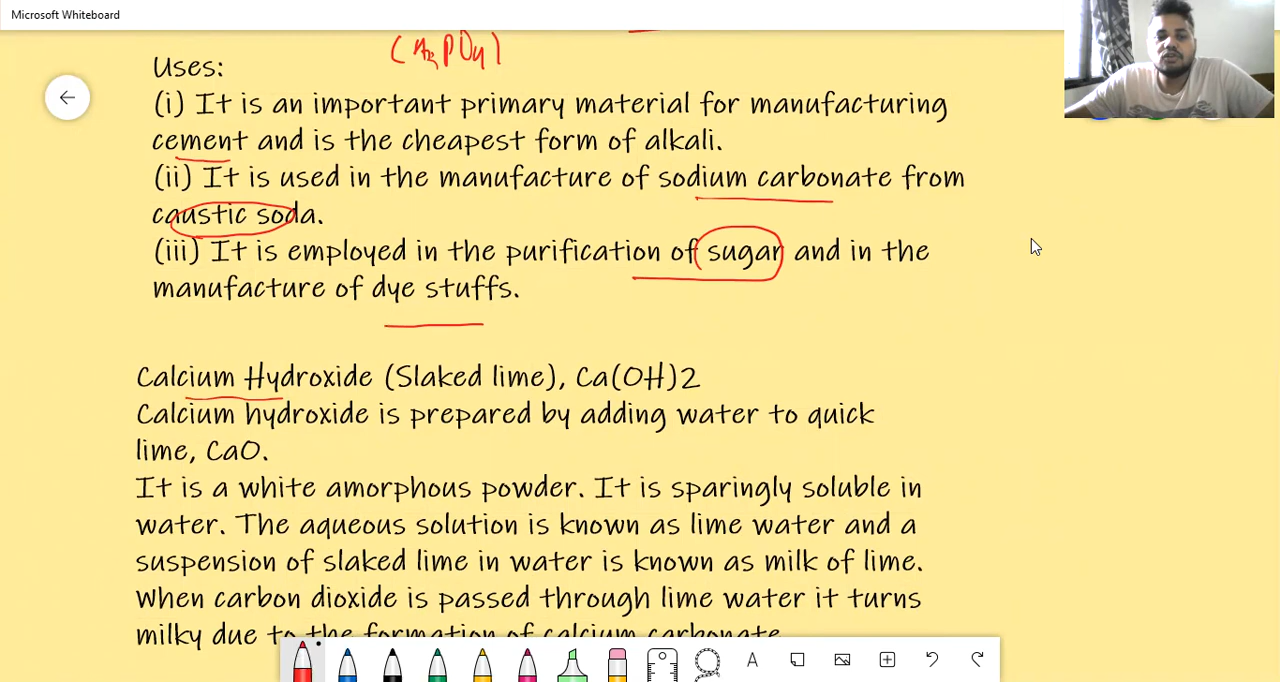 Microsoft Whiteboard
Uses:
(i) It is an important primary material for manufacturing
cement and is the cheapest form of alkali.
(ii) It is used in the manufacture of sodium carbonate from
caustic soda.
(iii) It is employed in the purification of sugar and in the
manufacture of dye stuffs.
Calcium Hydroxide (Slaked lime), Ca(OH)2
Calcium hydroxide is prepared by adding water to quick
lime, CaO.
It is a white amorphous powder. It is sparingly soluble in
water. The aqueous solution is known as lime water and a
suspension of slaked lime in water is known as milk of lime.
When carbon dioxide is passed through lime water it turns
milky due to the formation of calcium carbonate.
A